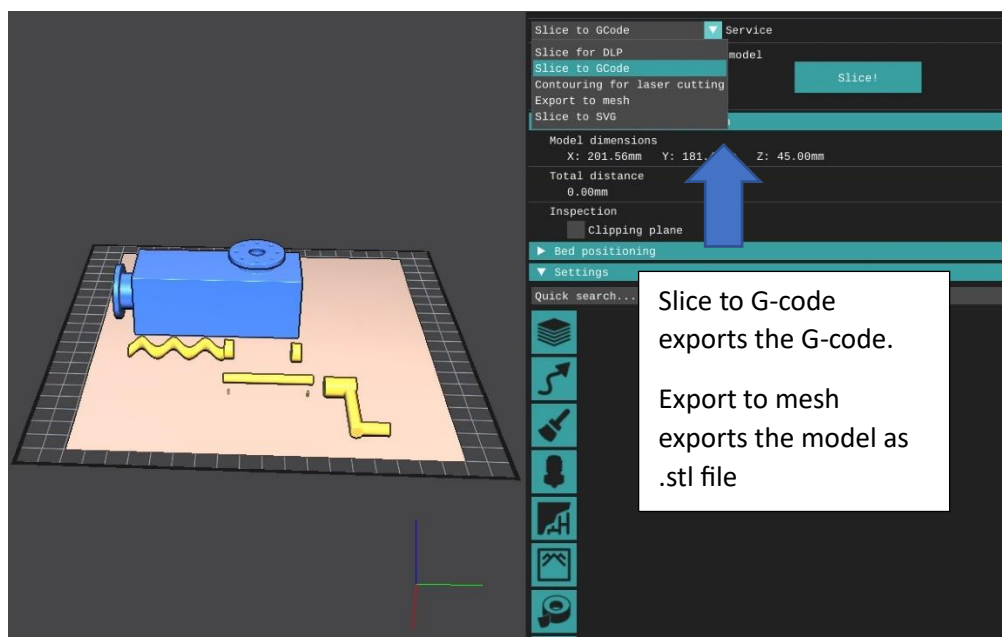 Slice to GCode Service
Slice for DLP
model
Slice to GCode
Slice!
Contouring for laser cutting
Export to mesh
Slice to SVG
Model dimensions
X: 201.56mm Y: Z: 45.00mm
Total distance
0.00mm
Inspection
Clipping plane
Bed positioning
Settings
Quick search...
Slice to G-code
exports the G-code.
Export to mesh
exports the model as
.stl file